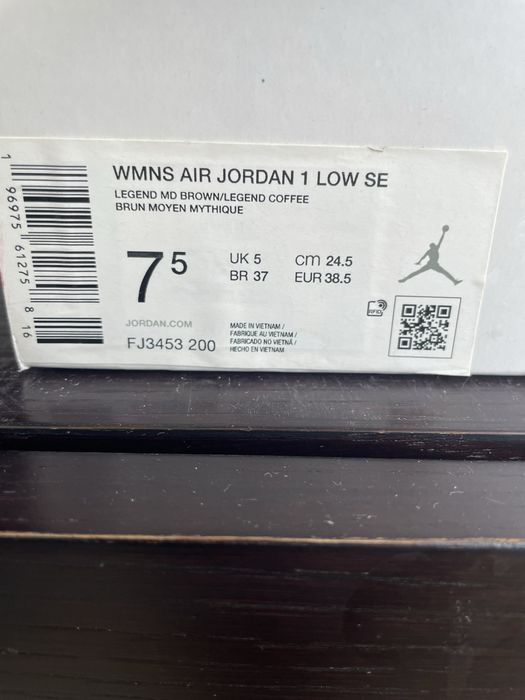 WMNS AIR JORDAN 1 LOW SE
LEGEND MD BROWN/LEGEND COFFEE
BRUN MOYEN MYTHIQUE
7 5
UK 5 cm 24.5
BR 37 EUR 38.5
RFID
JORDAN.COM
FJ3453 200
MADE IN VIETNAM /
FABRIQUE AU VIETNAM /
FABRICADO NO VIETNÃ /
HECHO EN VIETNAM
1 96975 61275 8 16